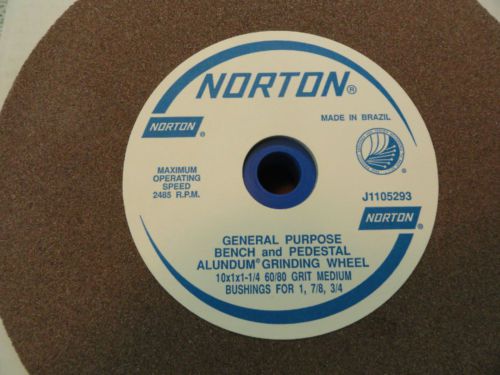 NORTON®
MADE IN BRAZIL
NORTON®
MAXIMUM
OPERATING
SPEED
2485 R.P.M.
J1105293
NORTON®
GENERAL PURPOSE
BENCH and PEDESTAL
ALUNDUM® GRINDING WHEEL
10x1x1-1/4 60/80 GRIT MEDIUM
BUSHINGS FOR 1, 7/8, 3/4